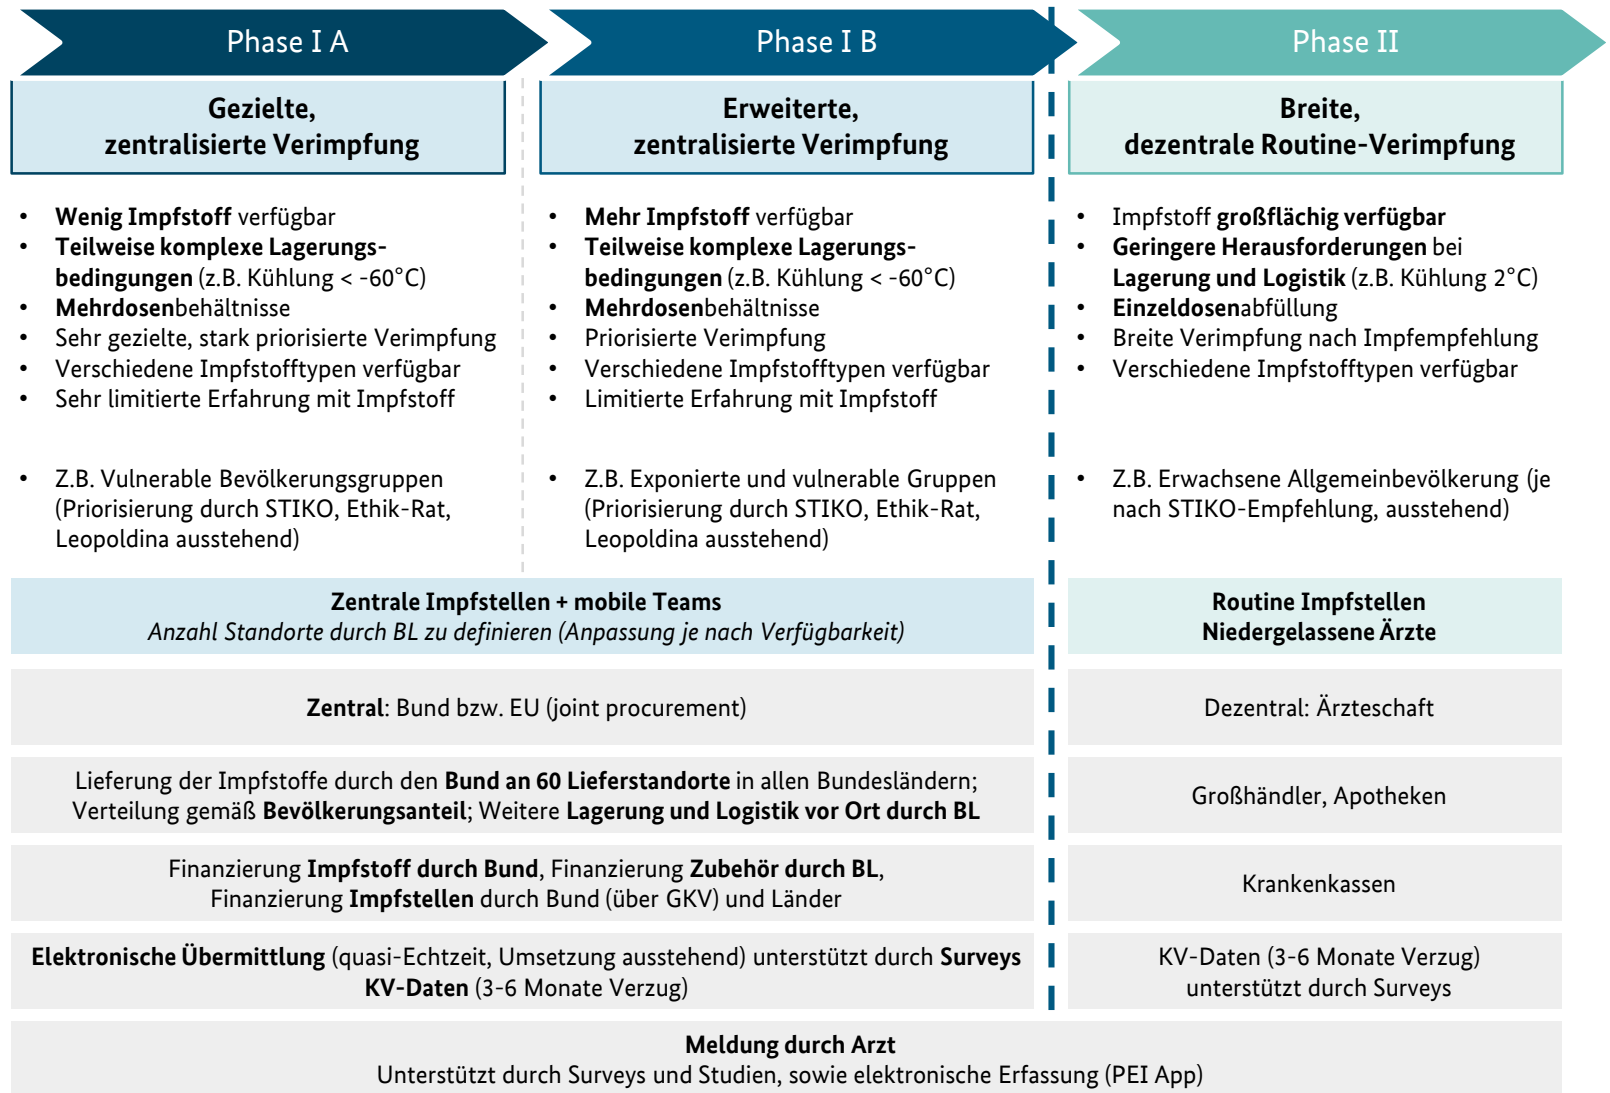 Phase I A
Phase I B
Phase II
Gezielte,
zentralisierte Verimpfung
Erweiterte,
zentralisierte Verimpfung
Breite,
dezentrale Routine-Verimpfung
• Wenig Impfstoff verfügbar
• Teilweise komplexe Lagerungs-
bedingungen (z.B. Kühlung < -60°C)
• Mehrdosenbehältnisse
• Sehr gezielte, stark priorisierte Verimpfung
• Verschiedene Impfstofftypen verfügbar
• Sehr limitierte Erfahrung mit Impfstoff
• Z.B. Vulnerable Bevölkerungsgruppen
(Priorisierung durch STIKO, Ethik-Rat,
Leopoldina ausstehend)
• Mehr Impfstoff verfügbar
• Teilweise komplexe Lagerungs-
bedingungen (z.B. Kühlung < -60°C)
• Mehrdosenbehältnisse
• Priorisierte Verimpfung
• Verschiedene Impfstofftypen verfügbar
• Limitierte Erfahrung mit Impfstoff
• Z.B. Exponierte und vulnerable Gruppen
(Priorisierung durch STIKO, Ethik-Rat,
Leopoldina ausstehend)
• Impfstoff großflächig verfügbar
• Geringere Herausforderungen bei
Lagerung und Logistik (z.B. Kühlung 2°C)
• Einzeldosenabfüllung
• Breite Verimpfung nach Impfempfehlung
• Verschiedene Impfstofftypen verfügbar
• Z.B. Erwachsene Allgemeinbevölkerung (je
nach STIKO-Empfehlung, ausstehend)
Zentrale Impfstellen + mobile Teams
Anzahl Standorte durch BL zu definieren (Anpassung je nach Verfügbarkeit)
Routine Impfstellen
Niedergelassene Ärzte
Zentral: Bund bzw. EU (joint procurement)
Dezentral: Ärzteschaft
Lieferung der Impfstoffe durch den Bund an 60 Lieferstandorte in allen Bundesländern;
Verteilung gemäß Bevölkerungsanteil; Weitere Lagerung und Logistik vor Ort durch BL
Großhändler, Apotheken
Finanzierung Impfstoff durch Bund, Finanzierung Zubehör durch BL,
Finanzierung Impfstellen durch Bund (über GKV) und Länder
Krankenkassen
Elektronische Übermittlung (quasi-Echtzeit, Umsetzung ausstehend) unterstützt durch Surveys
KV-Daten (3-6 Monate Verzug)
KV-Daten (3-6 Monate Verzug)
unterstützt durch Surveys
Meldung durch Arzt
Unterstützt durch Surveys und Studien, sowie elektronische Erfassung (PEI App)